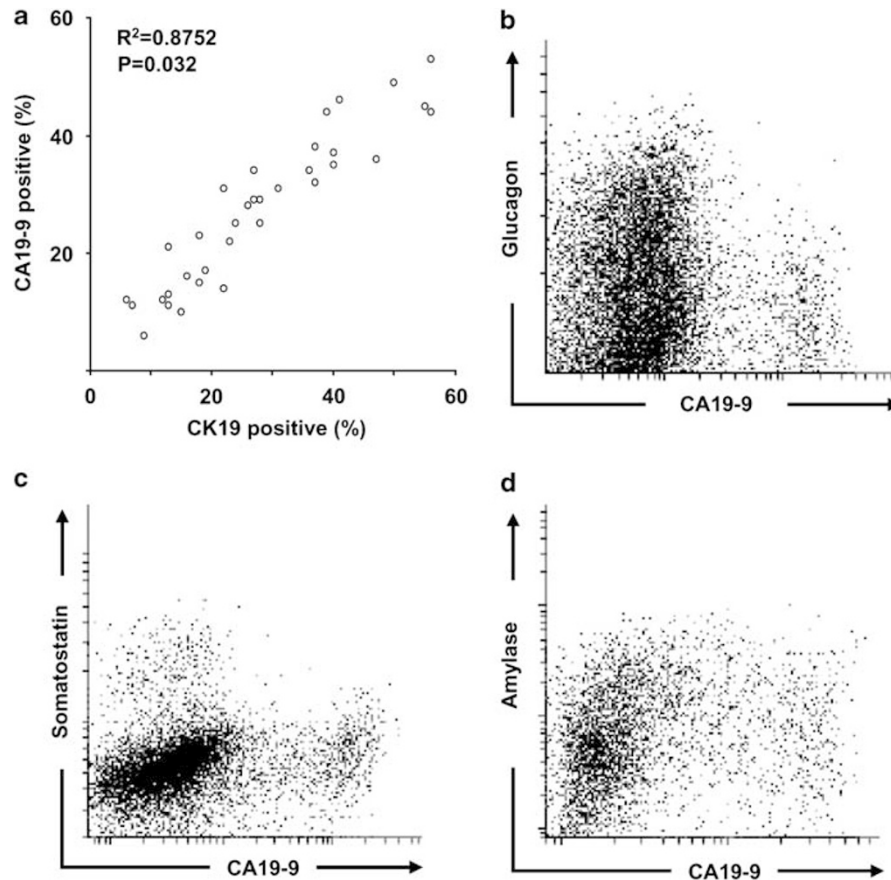 a
60
R²=0.8752
P=0.032
CA19-9 positive (%)
40
20
0 20 40 60
CK19 positive (%)
b
Glucagon
CA19-9
c
Somatostatin
CA19-9
d
Amylase
CA19-9